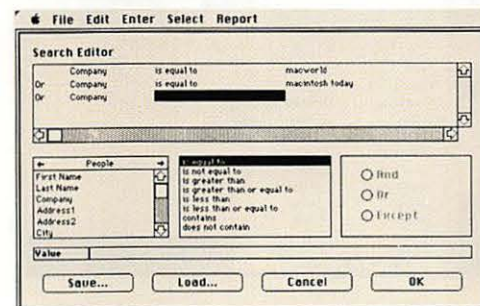 File Edit Enter Select Report
Search Editor
Company is equal to macworld
Or Company is equal to macintosh today
Or Company
People
First Name
Last Name
Company
Address1
Address2
City
is equal to
is not equal to
is greater than
is greater than or equal to
is less than
is less than or equal to
contains
does not contain
And
Or
Except
Value
Save... Load... Cancel OK